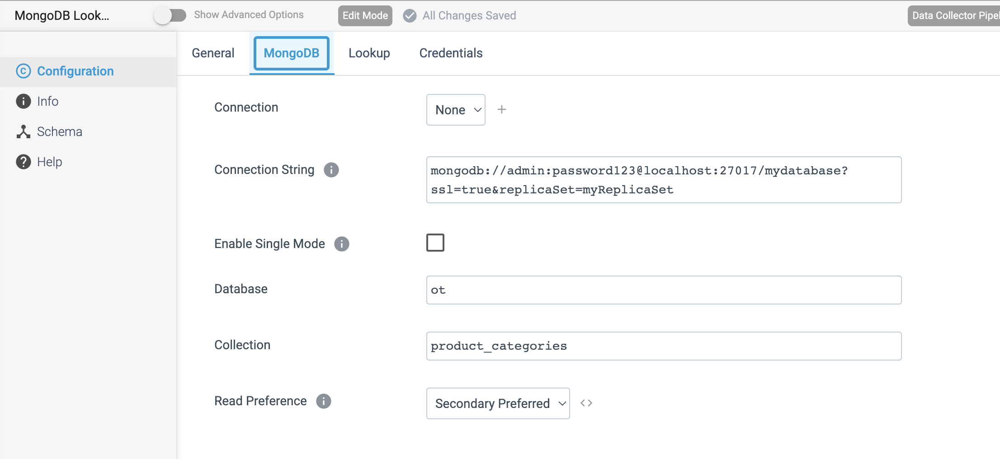 MongoDB Look...
Show Advanced Options
Edit Mode
All Changes Saved
Data Collector Pipel
General
MongoDB
Lookup
Credentials
Configuration
Info
Schema
Help
Connection
None
Connection String
mongodb://admin:password123@localhost:27017/mydatabase?
ssl=true&replicaSet=myReplicaSet
Enable Single Mode
Database
ot
Collection
product_categories
Read Preference
Secondary Preferred